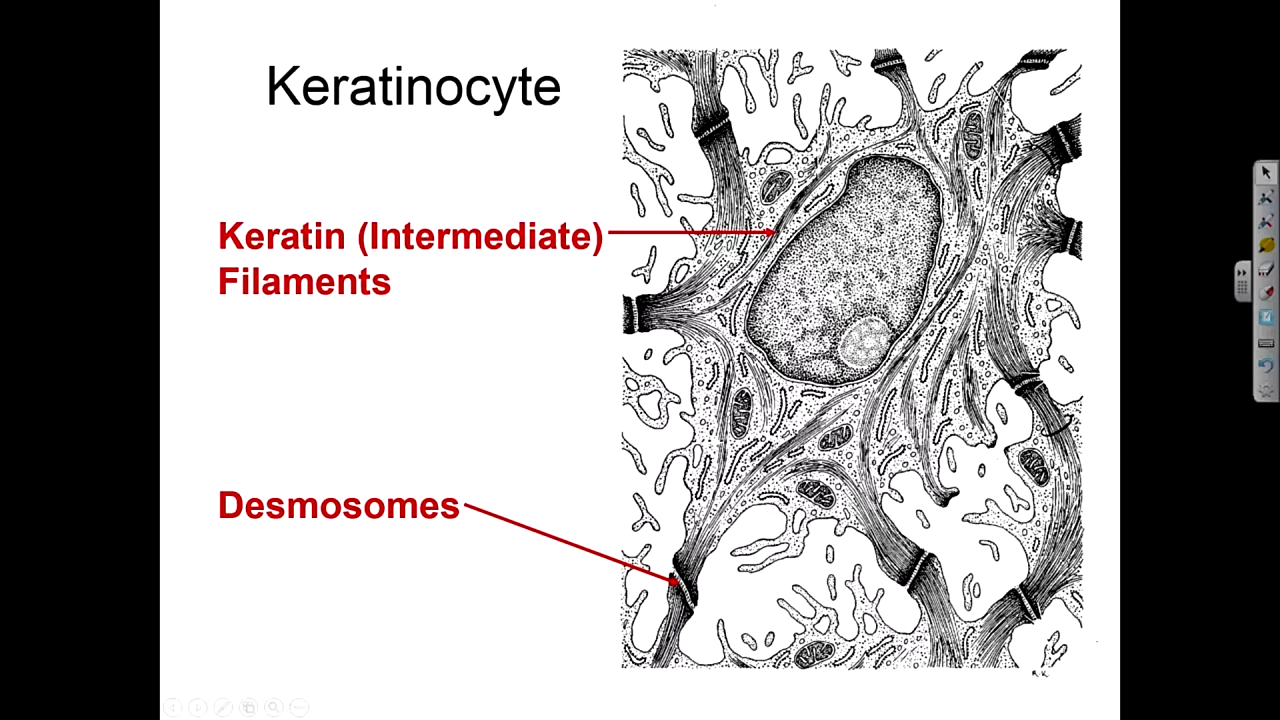 Keratinocyte
Keratin (Intermediate)
Filaments
Desmosomes
R.K.